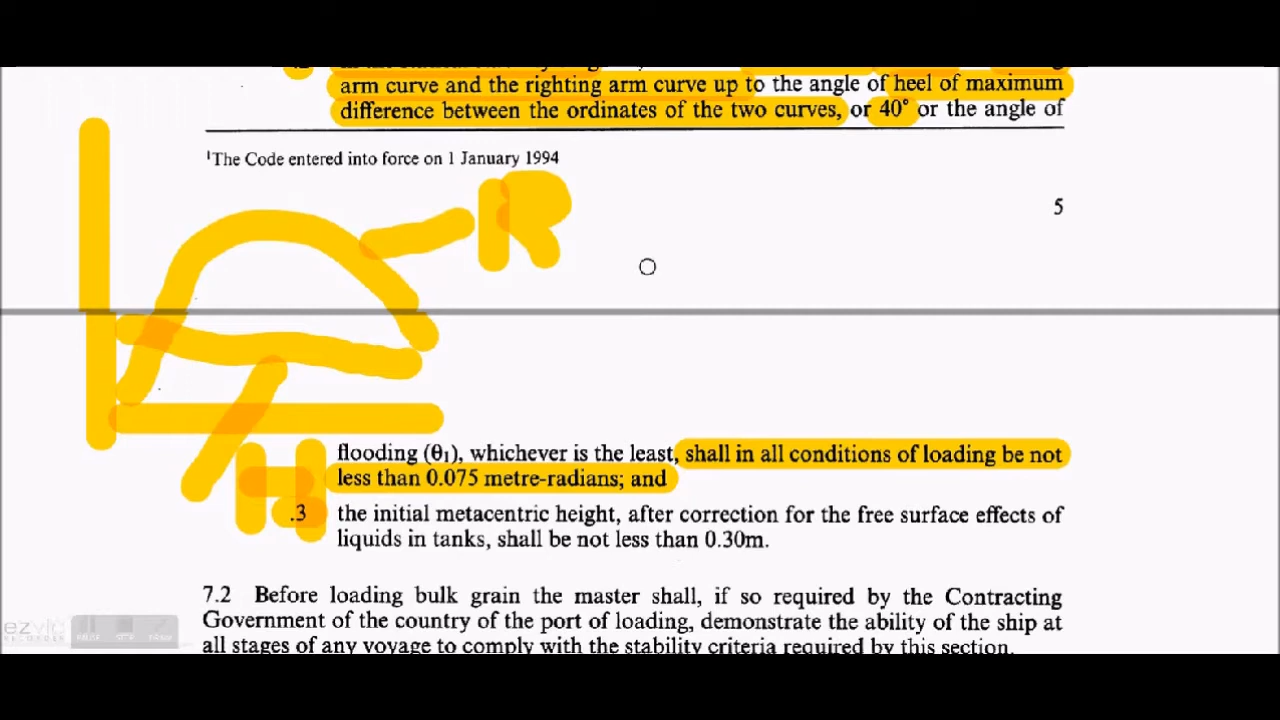 arm curve and the righting arm curve up to the angle of heel of maximum
difference between the ordinates of the two curves, or 40° or the angle of
¹The Code entered into force on 1 January 1994
5
R
H
flooding (θ₁), whichever is the least, shall in all conditions of loading be not
less than 0.075 metre-radians; and
.3 the initial metacentric height, after correction for the free surface effects of
liquids in tanks, shall be not less than 0.30m.
7.2 Before loading bulk grain the master shall, if so required by the Contracting
Government of the country of the port of loading, demonstrate the ability of the ship at
all stages of any voyage to comply with the stability criteria required by this section.